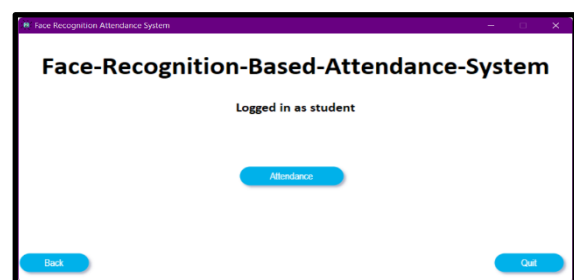 Face Recognition Attendance System
Face-Recognition-Based-Attendance-System
Logged in as student
Attendance
Back
Quit